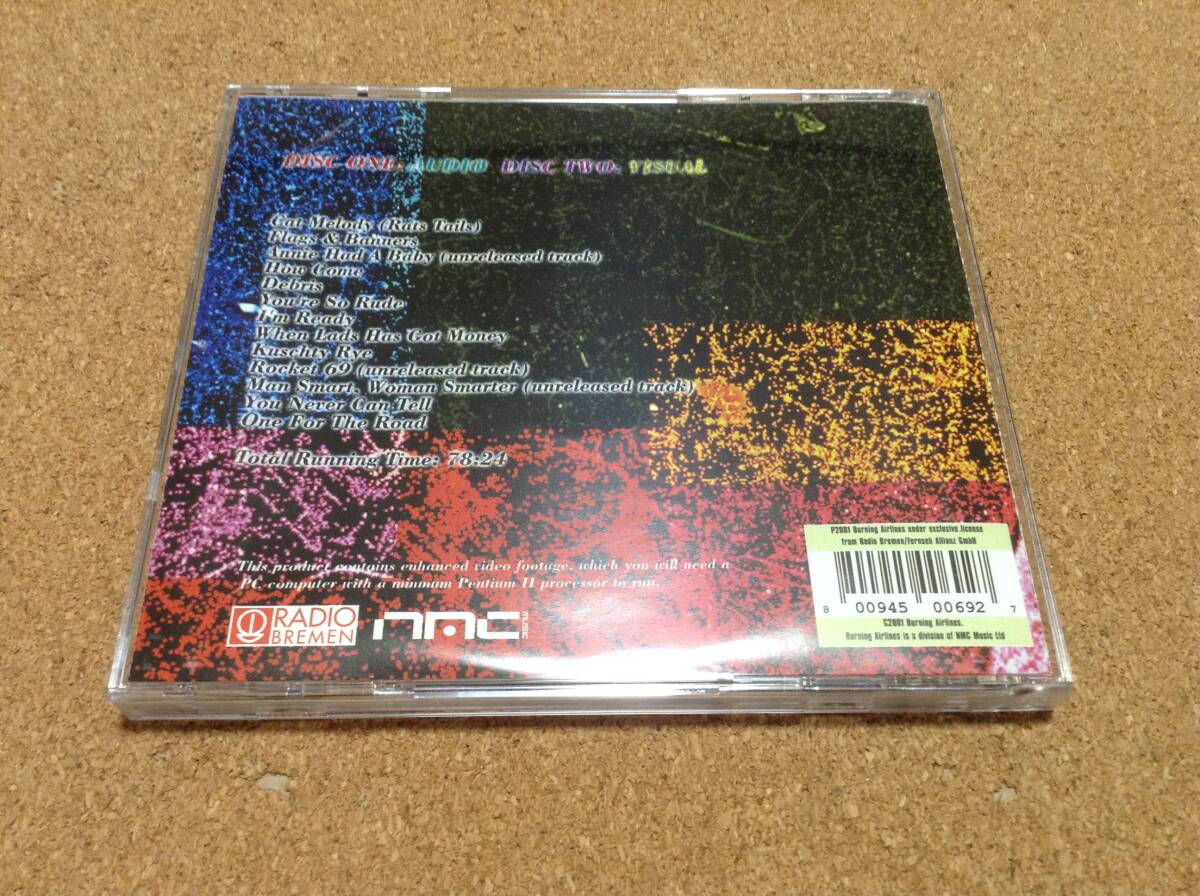 DISC ONE: AUDIO DISC TWO: VISUAL
Cat Melody (Rats Tails)
Flags & Banners
Annie Had A Baby (unreleased track)
How Come
Debris
You're So Rude
I'm Ready
When Lads Has Got Money
Kuschty Rye
Rocket 69 (unreleased track)
Man Smart, Woman Smarter (unreleased track)
You Never Can Tell
One For The Road
Total Running Time: 78:24
This product contains enhanced video footage, which you will need a
PC computer with a minmum Pentium II processor to run.
RADIO
BREMEN
nmc
MUSIC
P2001 Burning Airlines under exclusive license
from Radio Bremen/Fernseh Allianz GmbH
8 00945 00692 7
C2001 Burning Airlines.
Burning Airlines is a division of NMC Music Ltd